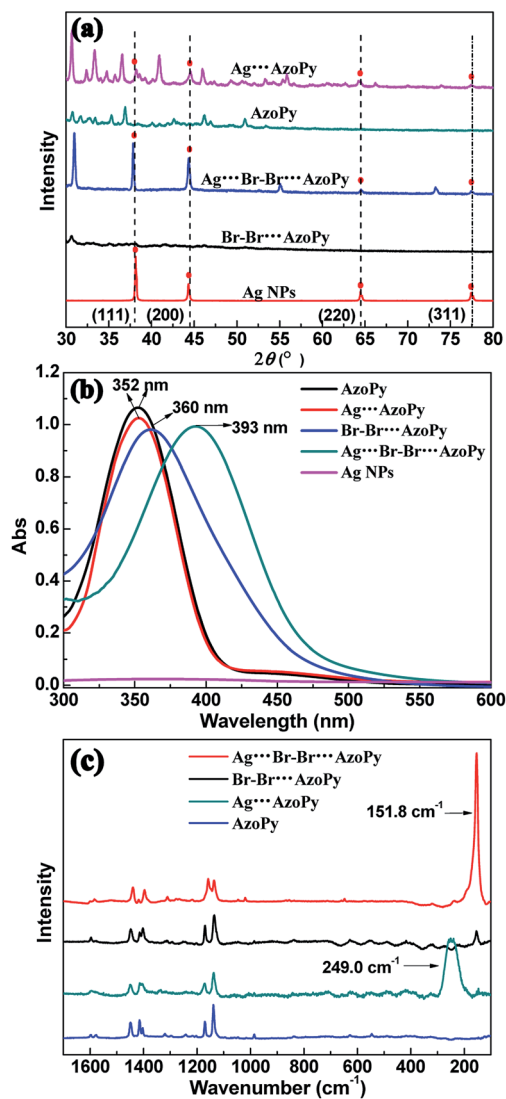 (a)
Ag•••AzoPy
AzoPy
Ag•••Br-Br•••AzoPy
Br-Br•••AzoPy
Ag NPs
(111) (200) (220) (311)
Intensity
30 35 40 45 50 55 60 65 70 75 80
2θ (°)
(b)
352 nm
360 nm
393 nm
AzoPy
Ag•••AzoPy
Br-Br•••AzoPy
Ag•••Br-Br•••AzoPy
Ag NPs
Abs
1.2
1.0
0.8
0.6
0.4
0.2
0.0
300 350 400 450 500 550 600
Wavelength (nm)
(c)
Ag•••Br-Br•••AzoPy
Br-Br•••AzoPy
Ag•••AzoPy
AzoPy
151.8 cm⁻¹
249.0 cm⁻¹
Intensity
1600 1400 1200 1000 800 600 400 200
Wavenumber (cm⁻¹)